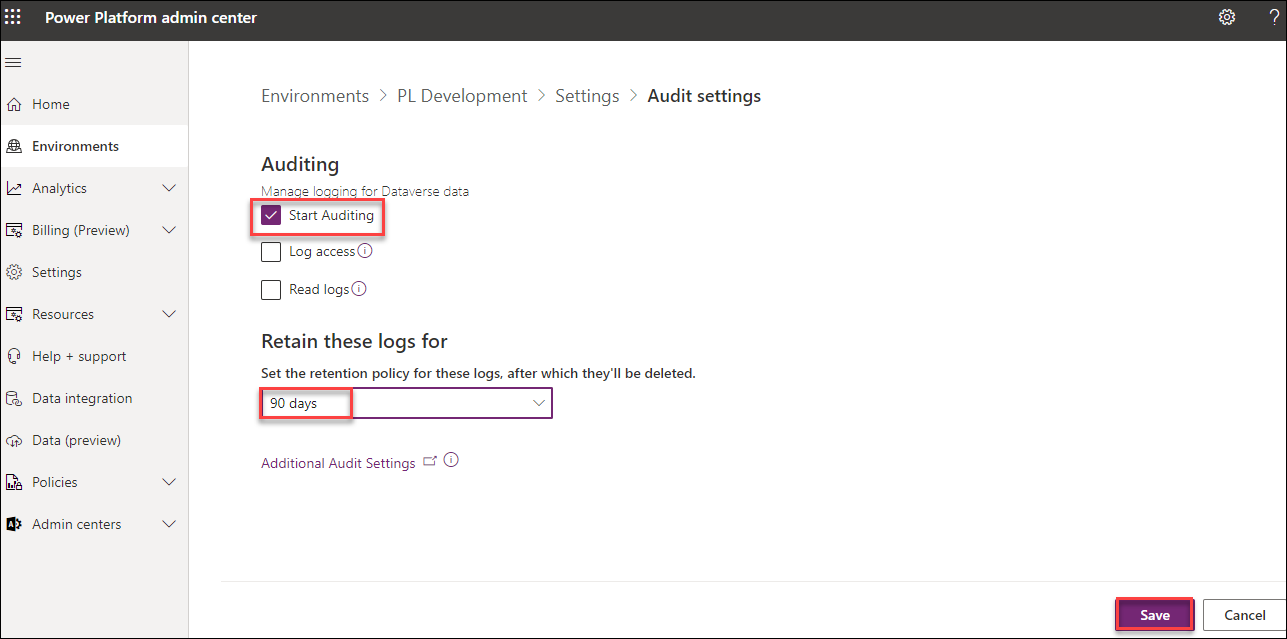 Power Platform admin center
?
Home
Environments
Analytics
Billing (Preview)
Settings
Resources
Help + support
Data integration
Data (preview)
Policies
Admin centers
Environments > PL Development > Settings > Audit settings
Auditing
Manage logging for Dataverse data
Start Auditing
Log access
Read logs
Retain these logs for
Set the retention policy for these logs, after which they'll be deleted.
90 days
Additional Audit Settings
Save
Cancel